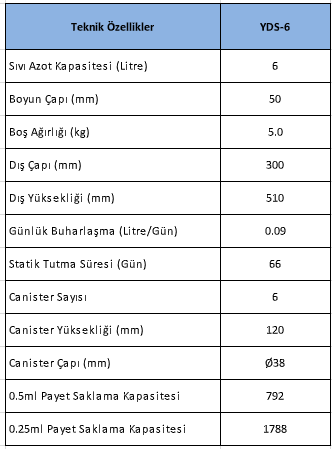 Teknik Özellikler YDS-6
Sıvı Azot Kapasitesi (Litre) 6
Boyun Çapı (mm) 50
Boş Ağırlığı (kg) 5.0
Dış Çapı (mm) 300
Dış Yüksekliği (mm) 510
Günlük Buharlaşma (Litre/Gün) 0.09
Statik Tutma Süresi (Gün) 66
Canister Sayısı 6
Canister Yüksekliği (mm) 120
Canister Çapı (mm) Ø38
0.5ml Payet Saklama Kapasitesi 792
0.25ml Payet Saklama Kapasitesi 1788